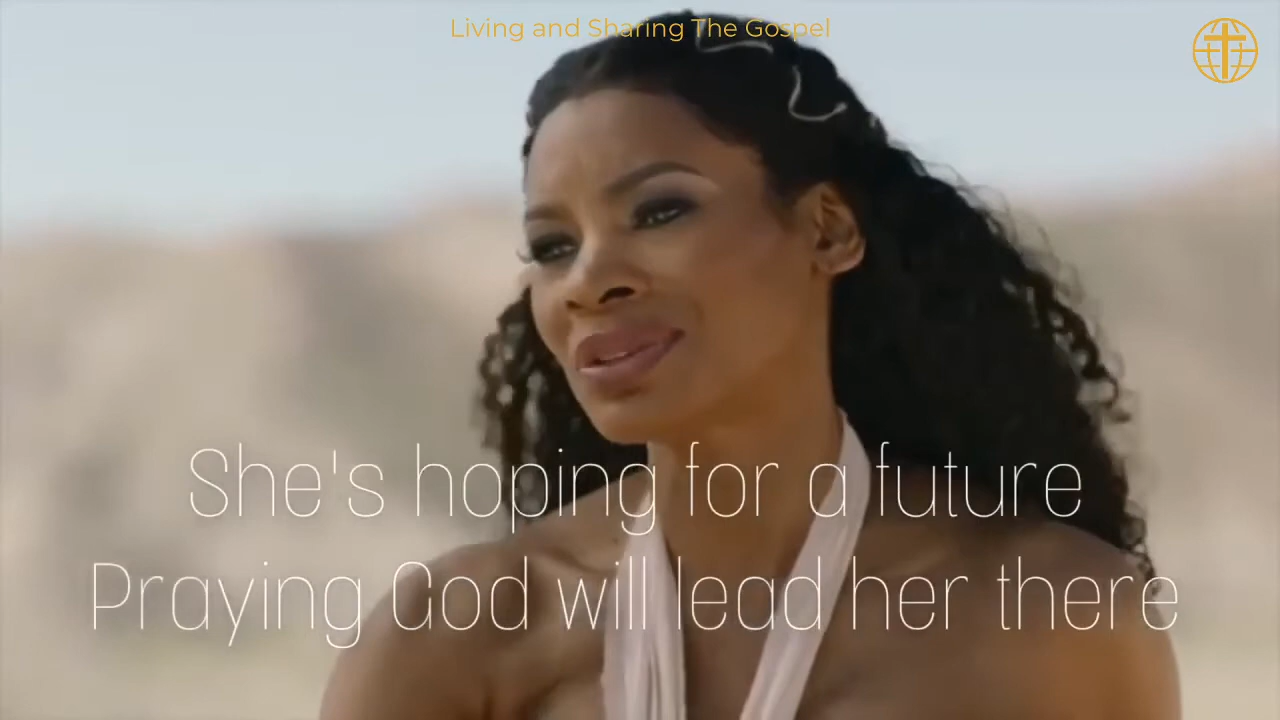 Living and Sharing The Gospel
She's hoping for a future
Praying God will lead her there